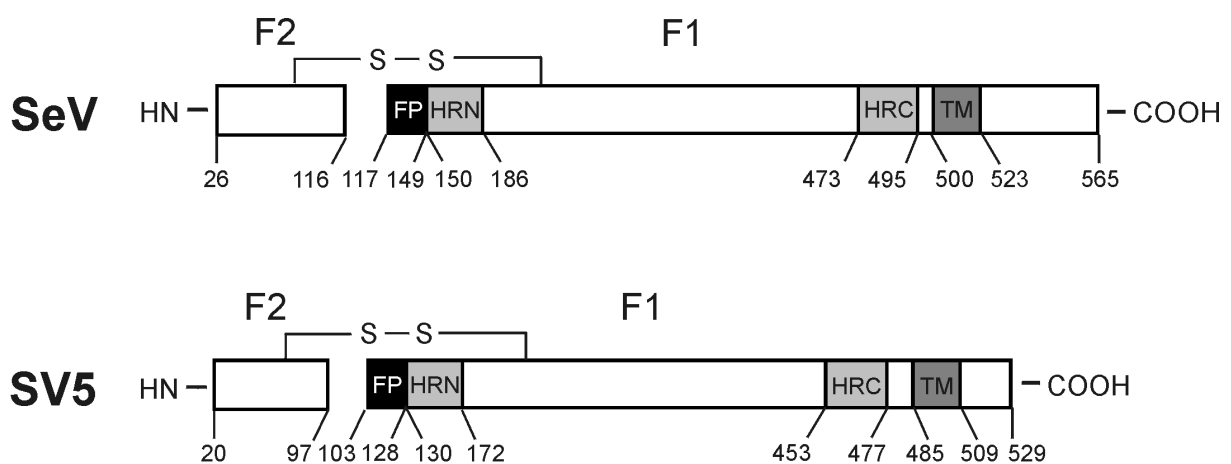 F2 F1
S S
SeV HN FP HRN HRC TM COOH
26 116 117 149 150 186 473 495 500 523 565
F2 F1
S S
SV5 HN FP HRN HRC TM COOH
20 97 103 128 130 172 453 477 485 509 529